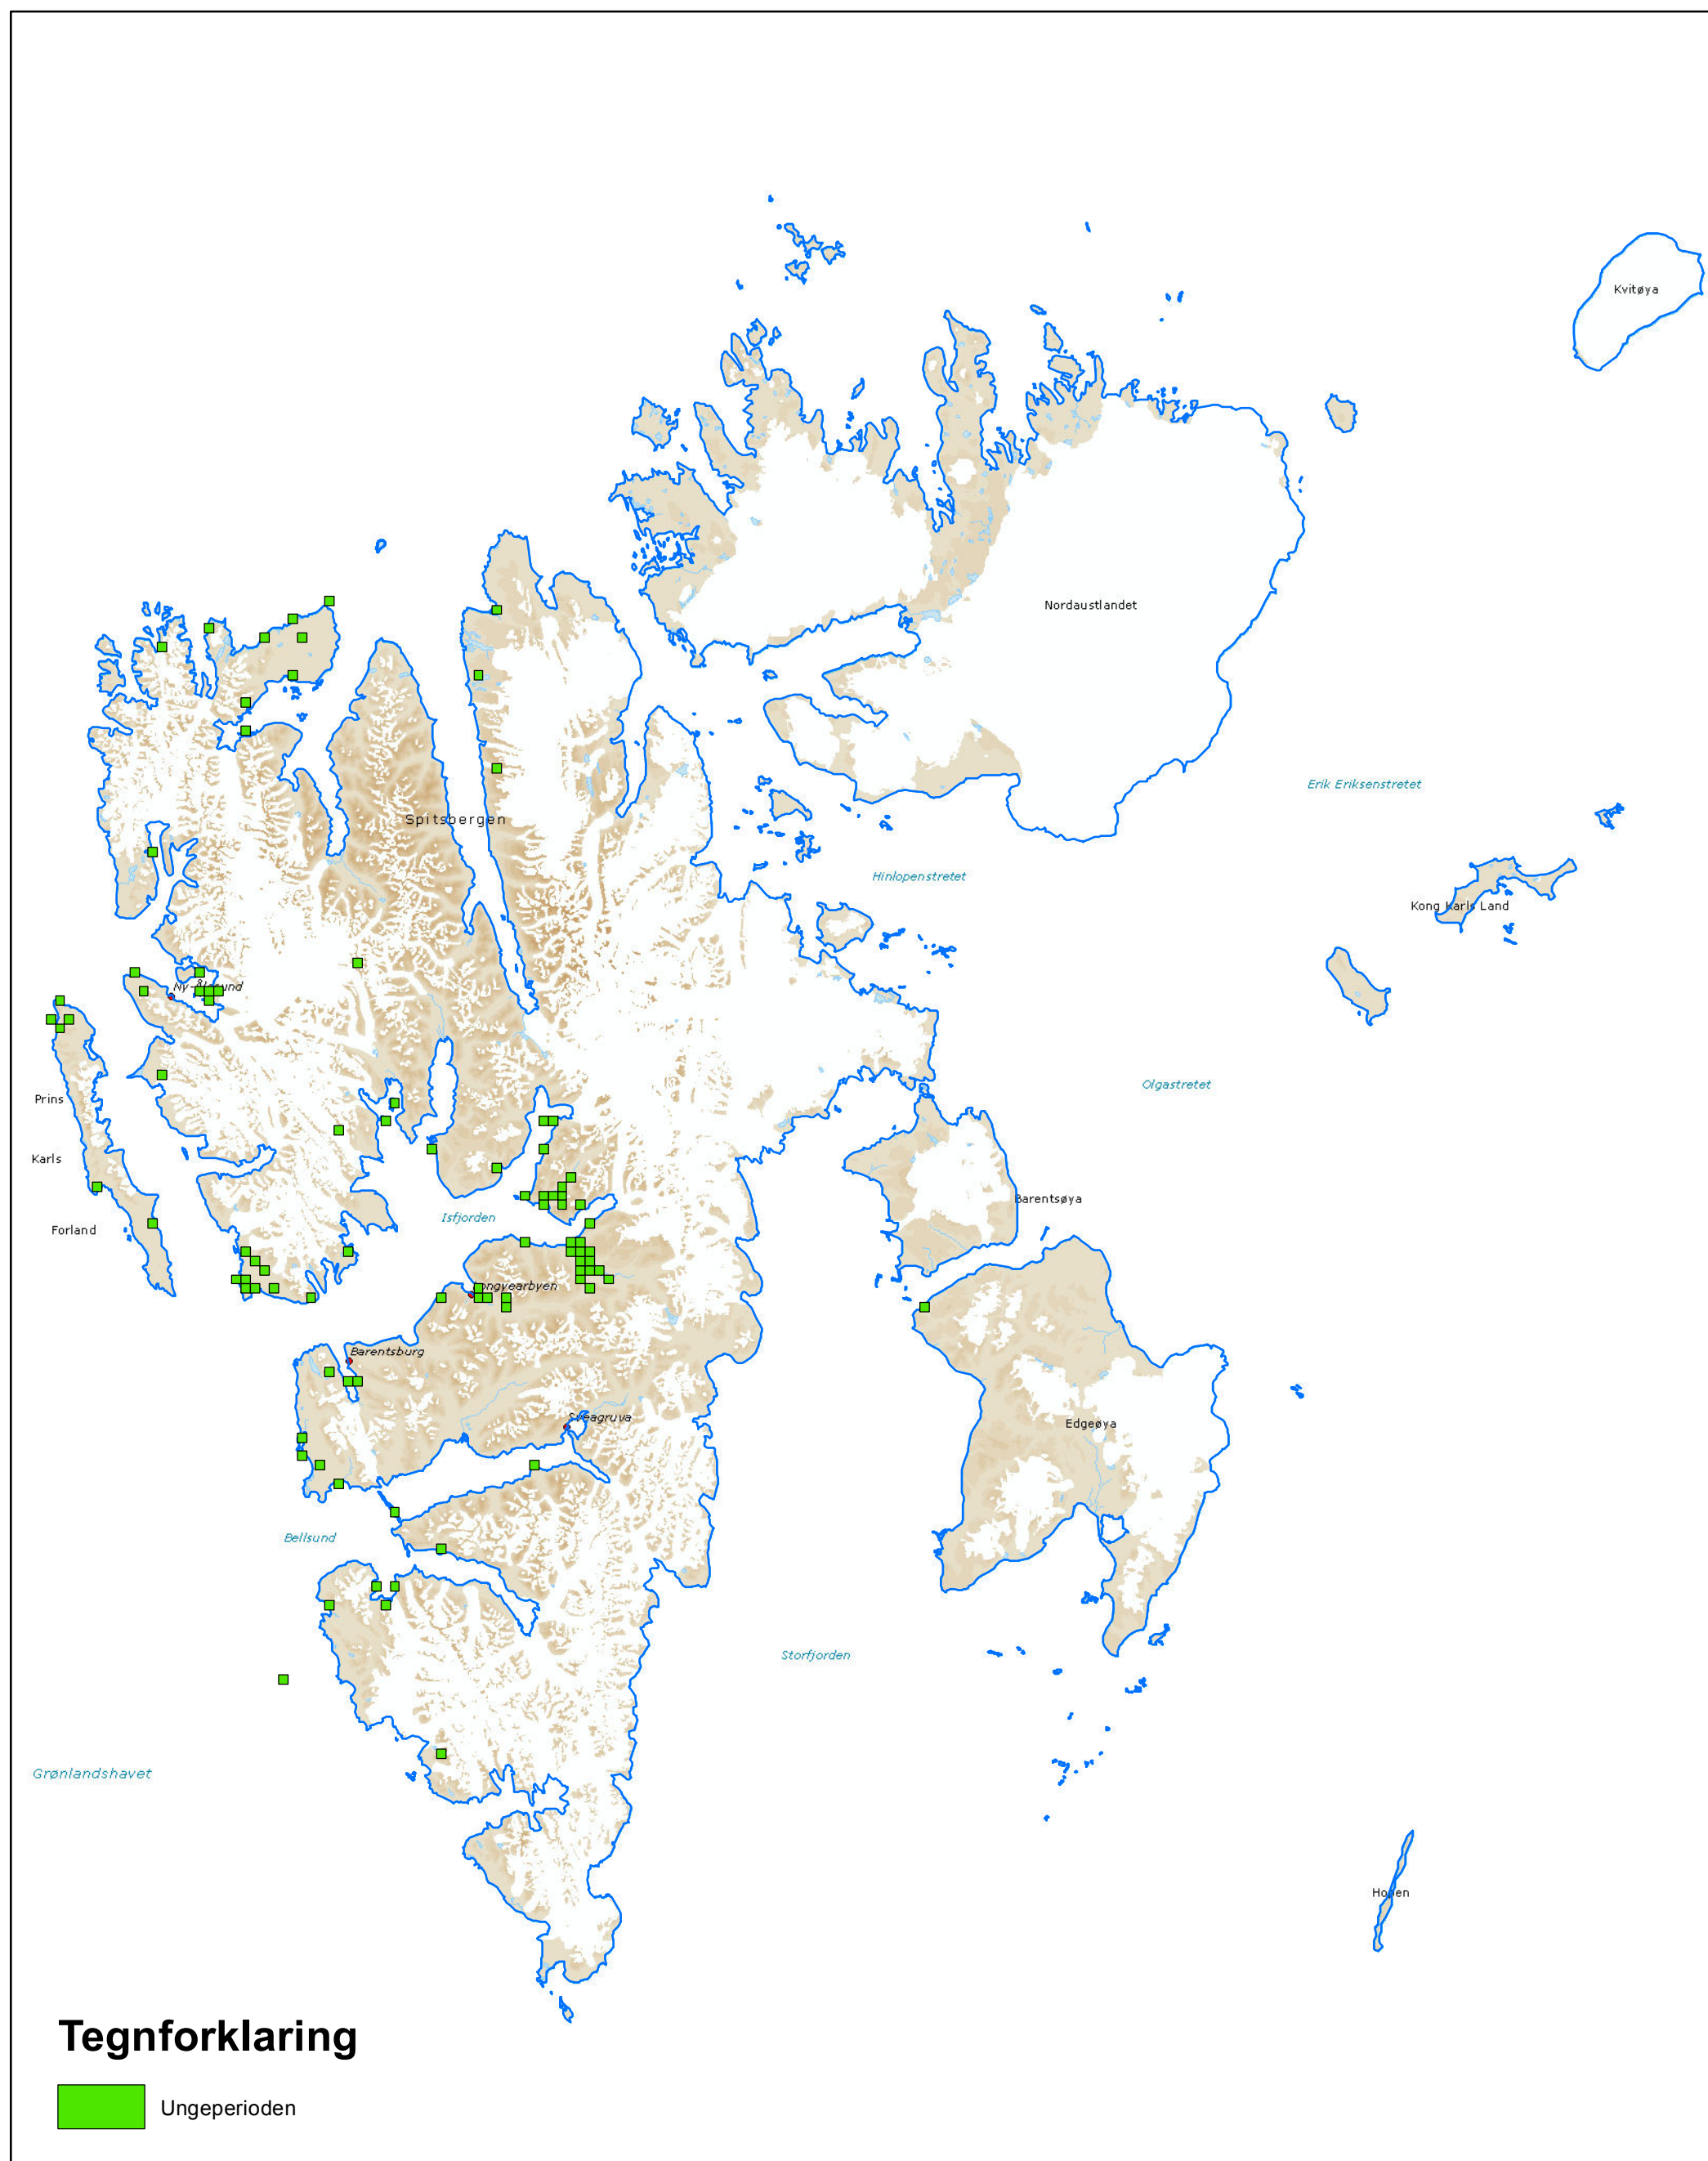 Kvitøya
Nordaustlandet
Erik Eriksenstretet
Spitsbergen
Hinlopenstretet
Kong Karls Land
Ny-Ålesund
Olgastretet
Prins
Karls
Forland
Barentsøya
Isfjorden
Longyearbyen
Barentsburg
Sveagruva
Edgeøya
Bellsund
Storfjorden
Grønlandshavet
Hopen
Tegnforklaring
Ungeperioden